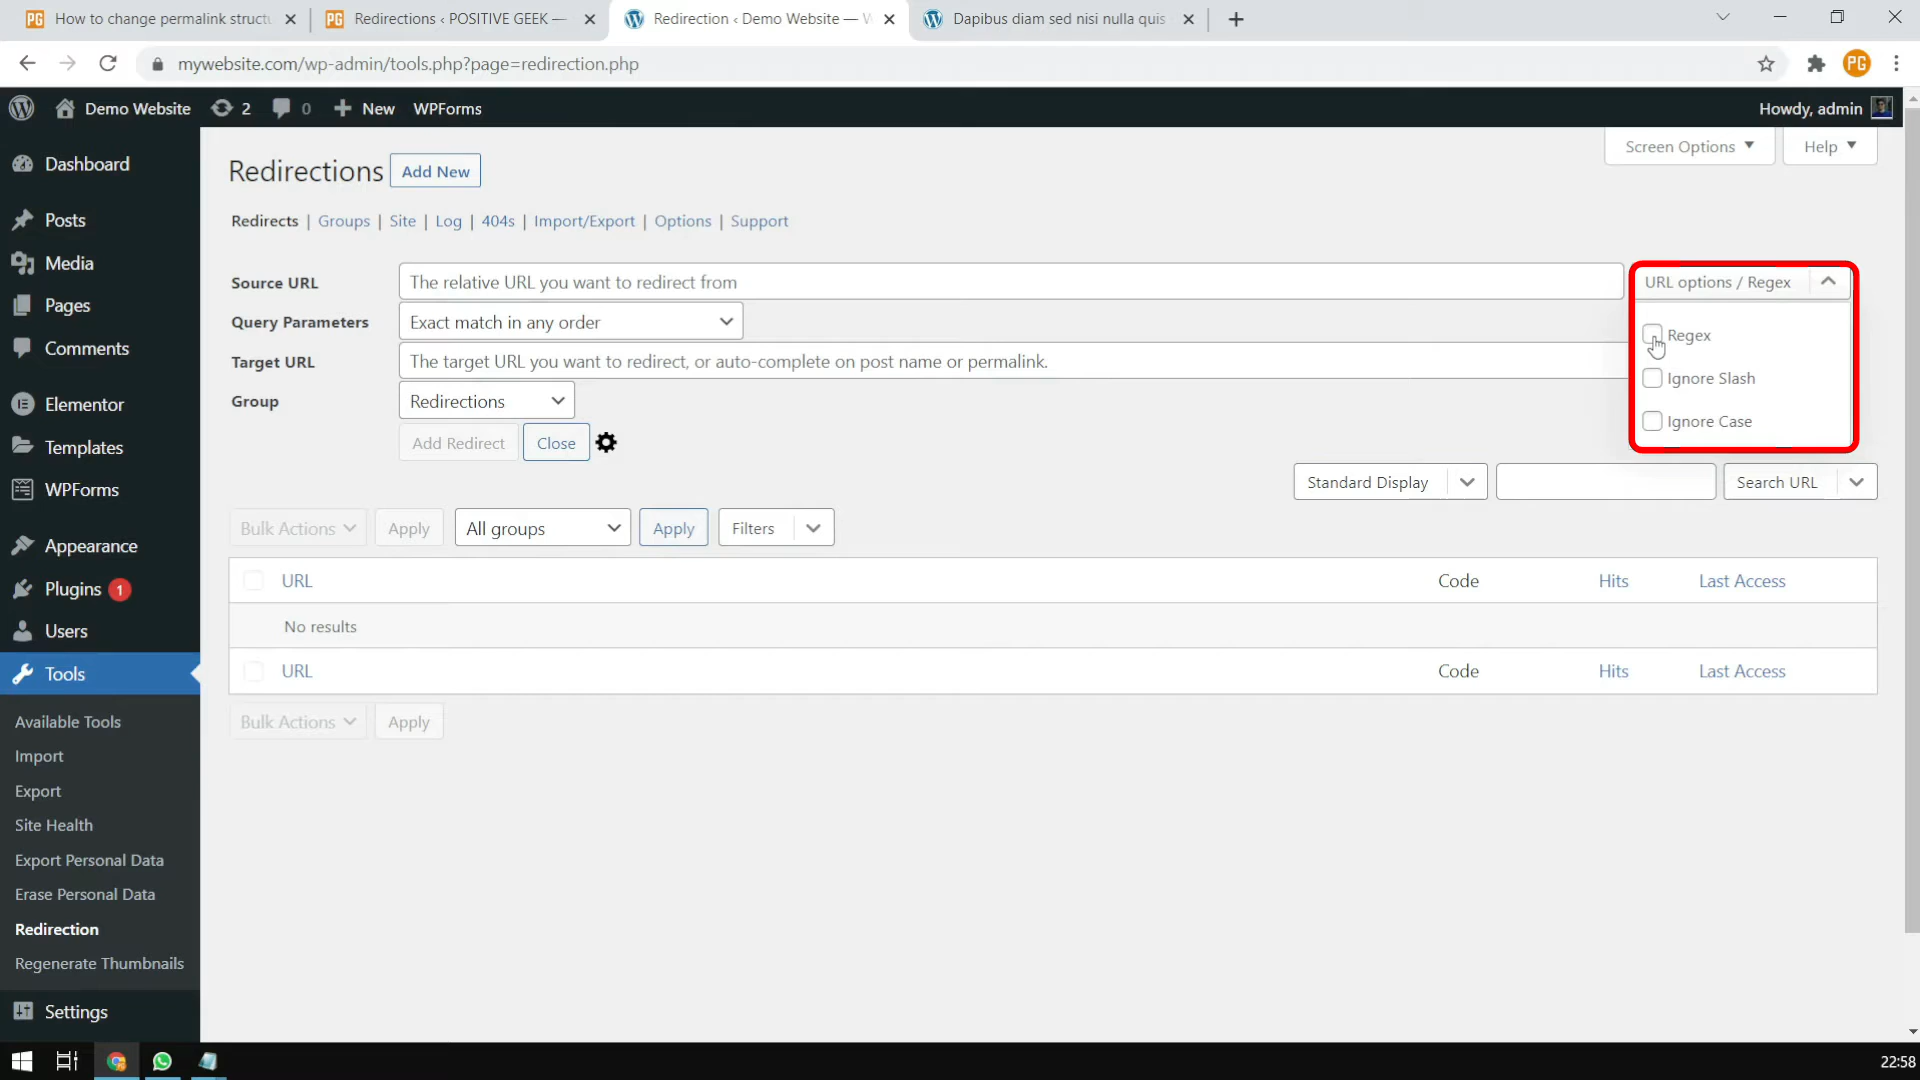 How to change permalink struct
Redirections ‹ POSITIVE GEEK —
Redirection ‹ Demo Website — W
Dapibus diam sed nisi nulla quis
mywebsite.com/wp-admin/tools.php?page=redirection.php
PG
Demo Website
2
0
New
WPForms
Howdy, admin
Dashboard
Posts
Media
Pages
Comments
Elementor
Templates
WPForms
Appearance
Plugins 1
Users
Tools
Available Tools
Import
Export
Site Health
Export Personal Data
Erase Personal Data
Redirection
Regenerate Thumbnails
Settings
Screen Options
Help
Redirections
Add New
Redirects | Groups | Site | Log | 404s | Import/Export | Options | Support
Source URL
The relative URL you want to redirect from
URL options / Regex
Regex
Ignore Slash
Ignore Case
Query Parameters
Exact match in any order
Target URL
The target URL you want to redirect, or auto-complete on post name or permalink.
Group
Redirections
Add Redirect
Close
Standard Display
Search URL
Bulk Actions
Apply
All groups
Apply
Filters
URL
Code
Hits
Last Access
No results
URL
Code
Hits
Last Access
Bulk Actions
Apply
22:58